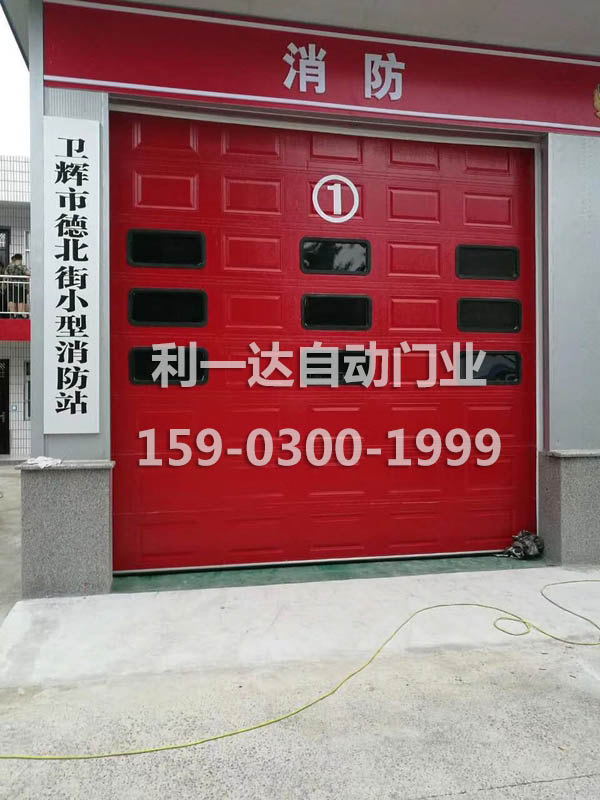 消防
①
卫辉市德北街小型消防站
利一达自动门业
159-0300-1999